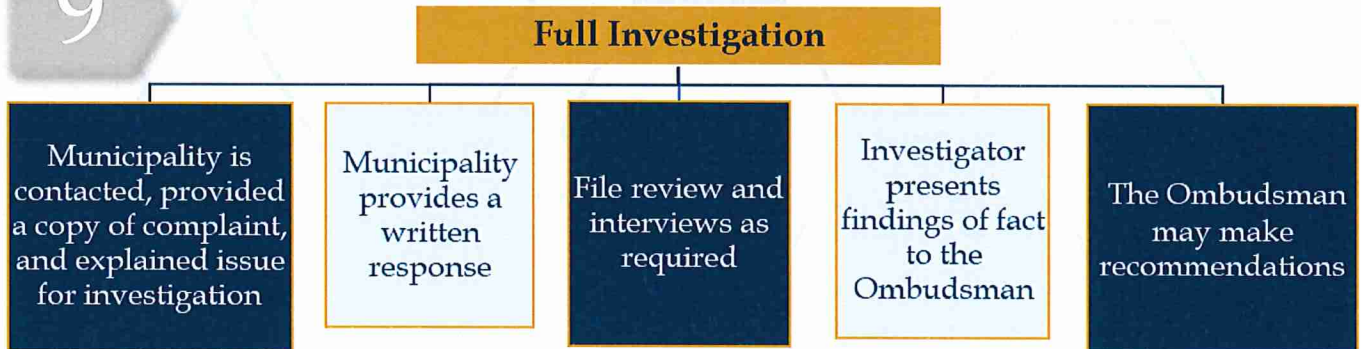 9
Full Investigation
Municipality is
contacted, provided
a copy of complaint,
and explained issue
for investigation
Municipality
provides a
written
response
File review and
interviews as
required
Investigator
presents
findings of fact
to the
Ombudsman
The Ombudsman
may make
recommendations